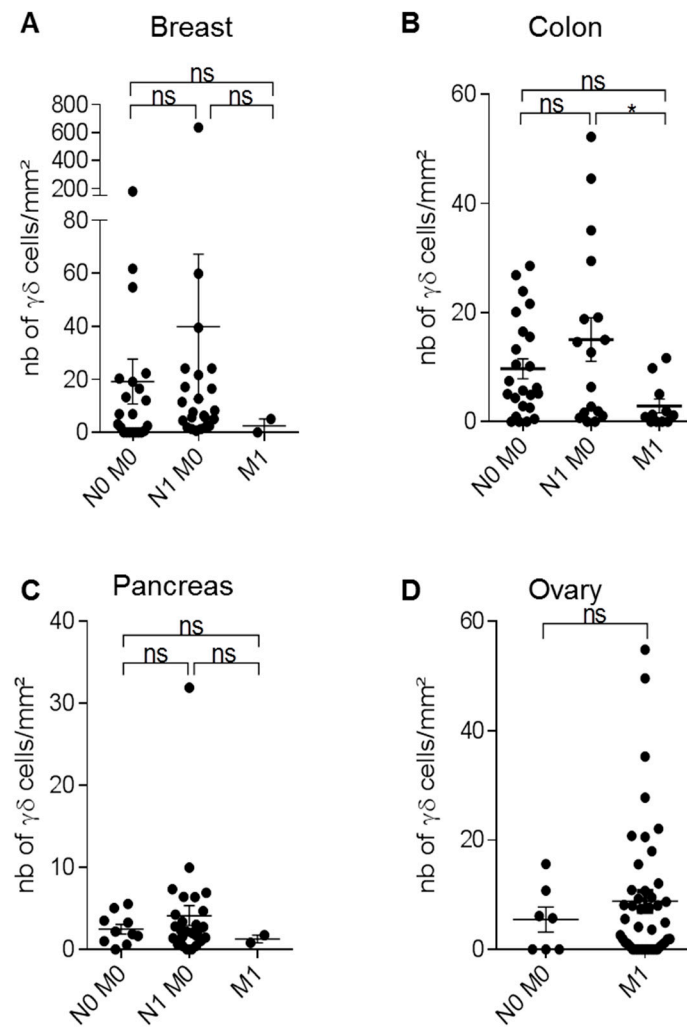 A
Breast
ns
ns ns
800
600
400
200
80
60
40
20
0
nb of γδ cells/mm²
N0 M0 N1 M0 M1
B
Colon
ns
ns *
60
40
20
0
nb of γδ cells/mm²
N0 M0 N1 M0 M1
C
Pancreas
ns
ns ns
40
30
20
10
0
nb of γδ cells/mm²
N0 M0 N1 M0 M1
D
Ovary
ns
60
40
20
0
nb of γδ cells/mm²
N0 M0 M1